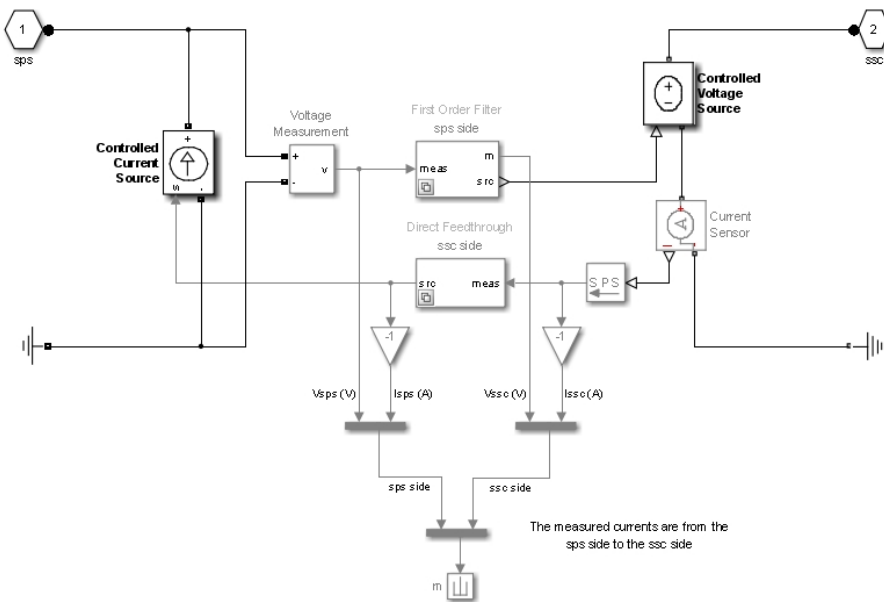 1
sps
2
ssc
Controlled
Voltage
Source
First Order Filter
sps side
Voltage
Measurement
Controlled
Current
Source
+
s
-
+
-
v
meas
m
src
+
-
A
+
-
Current
Sensor
Direct Feedthrough
ssc side
src
meas
SPS
-1
-1
Vsps (V)
Isps (A)
Vssc (V)
Issc (A)
sps side
ssc side
The measured currents are from the
sps side to the ssc side
m